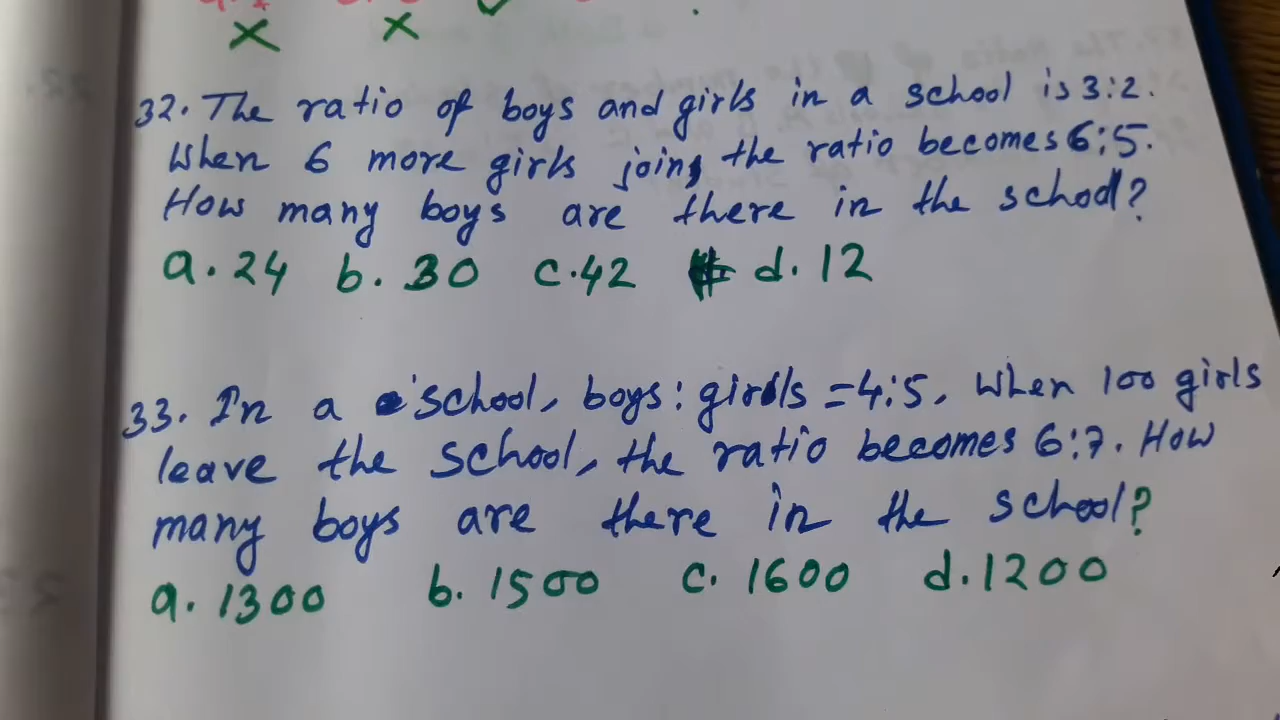 32. The ratio of boys and girls in a school is 3:2.
When 6 more girls join, the ratio becomes 6:5.
How many boys are there in the school?
a. 24 b. 30 c. 42 d. 12
33. In a school, boys: girls = 4:5, When 100 girls
leave the school, the ratio becomes 6:7. How
many boys are there in the school?
a. 1300 b. 1500 c. 1600 d. 1200